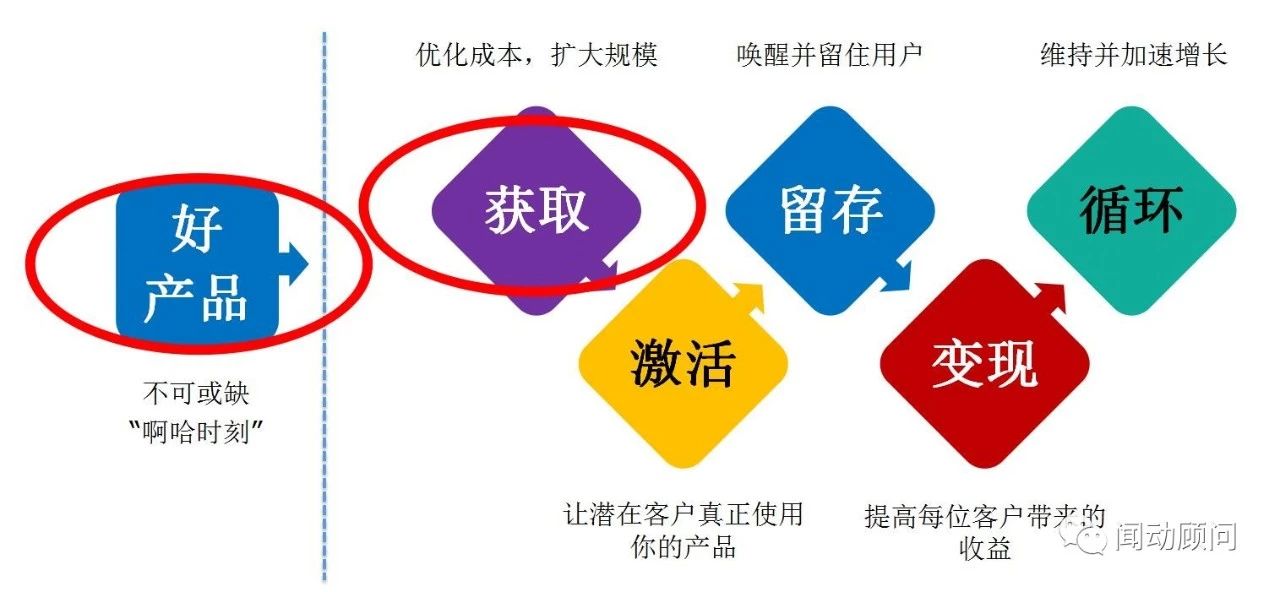 优化成本，扩大规模
唤醒并留住用户
维持并加速增长
好
产品
获取
留存
循环
激活
变现
不可或缺
“啊哈时刻”
让潜在客户真正使用
你的产品
提高每位客户带来的
收益
闻动顾问